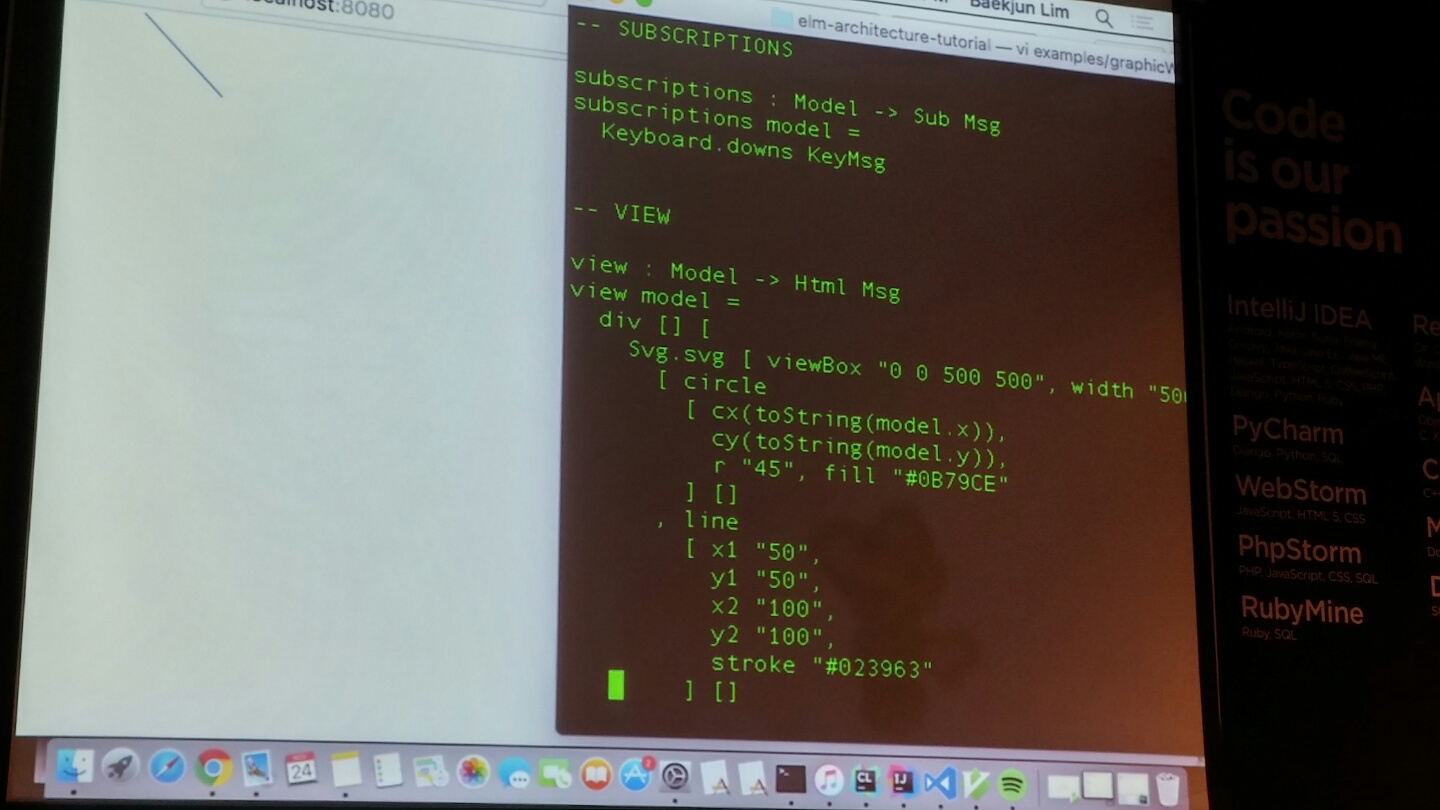 localhost:8080
Baekjun Lim
elm-architecture-tutorial — vi examples/graphicW
-- SUBSCRIPTIONS
subscriptions : Model -> Sub Msg
subscriptions model =
Keyboard.downs KeyMsg
-- VIEW
view : Model -> Html Msg
view model =
div [] [
Svg.svg [ viewBox "0 0 500 500", width "50
[ circle
[ cx(toString(model.x)),
cy(toString(model.y)),
r "45", fill "#0B79CE"
] []
, line
[ x1 "50",
y1 "50",
x2 "100",
y2 "100",
stroke "#023963"
] []
24
2
CL
IJ
Code
is our
passion
IntelliJ IDEA
PyCharm
Django, Python, SQL
WebStorm
JavaScript, HTML 5, CSS
PhpStorm
PHP, JavaScript, CSS, SQL
RubyMine
Ruby, SQL